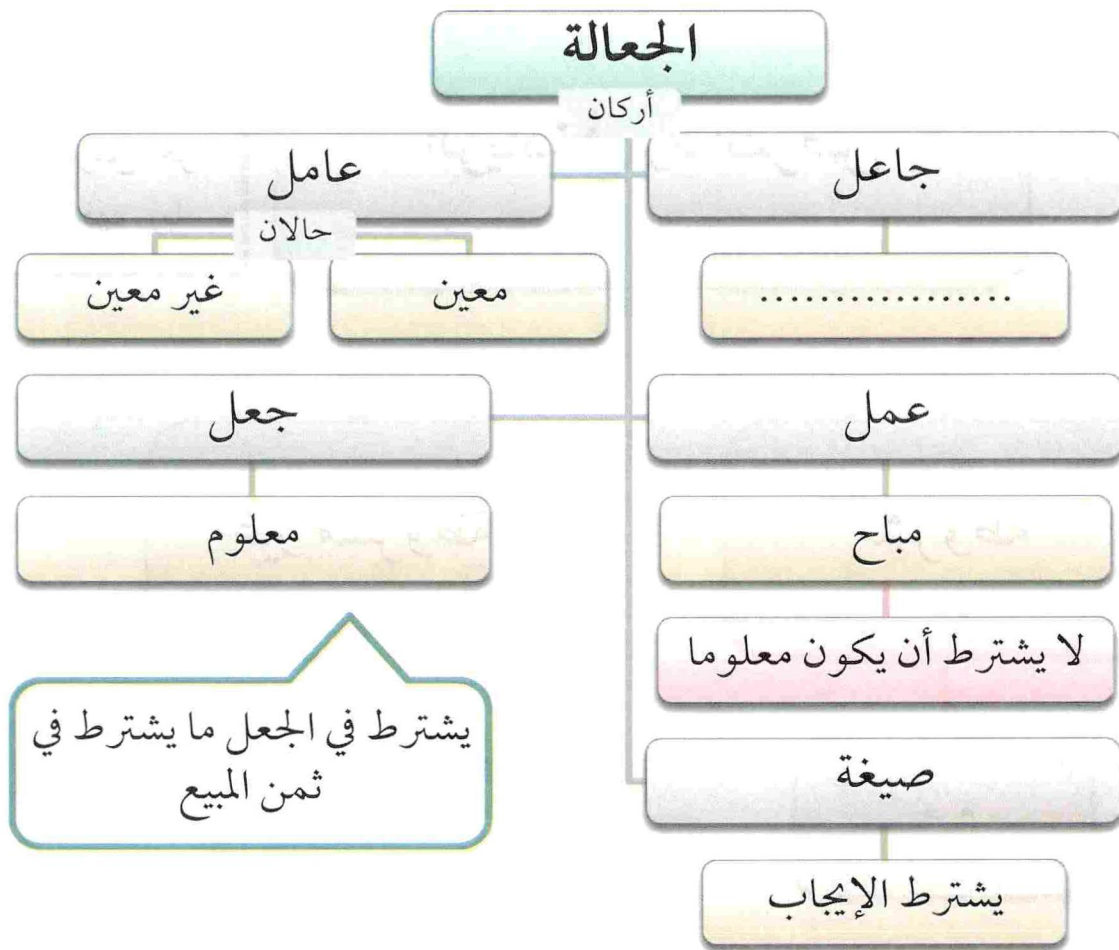 الجعالة
أركان
جاعل
عامل
.................
حالان
معين
غير معين
عمل
جعل
مباح
معلوم
لا يشترط أن يكون معلوما
يشترط في الجعل ما يشترط في
ثمن المبيع
صيغة
يشترط الإيجاب